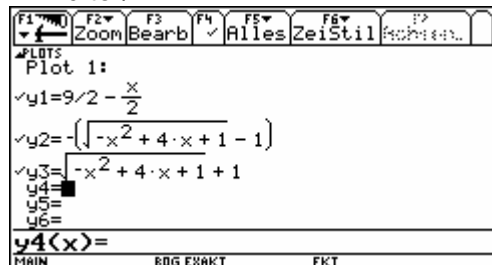 F1 F2 Zoom F3 Bearb F4 ✓ F5 Alles F6 ZeiStil F7
PLOTS
Plot 1:
✓y1=9/2 - x/2
✓y2=-(√(-x² + 4·x + 1) - 1)
✓y3=√(-x² + 4·x + 1) + 1
y4=
y5=
y6=
y4(x)=
MAIN BOG EXAKT FKT